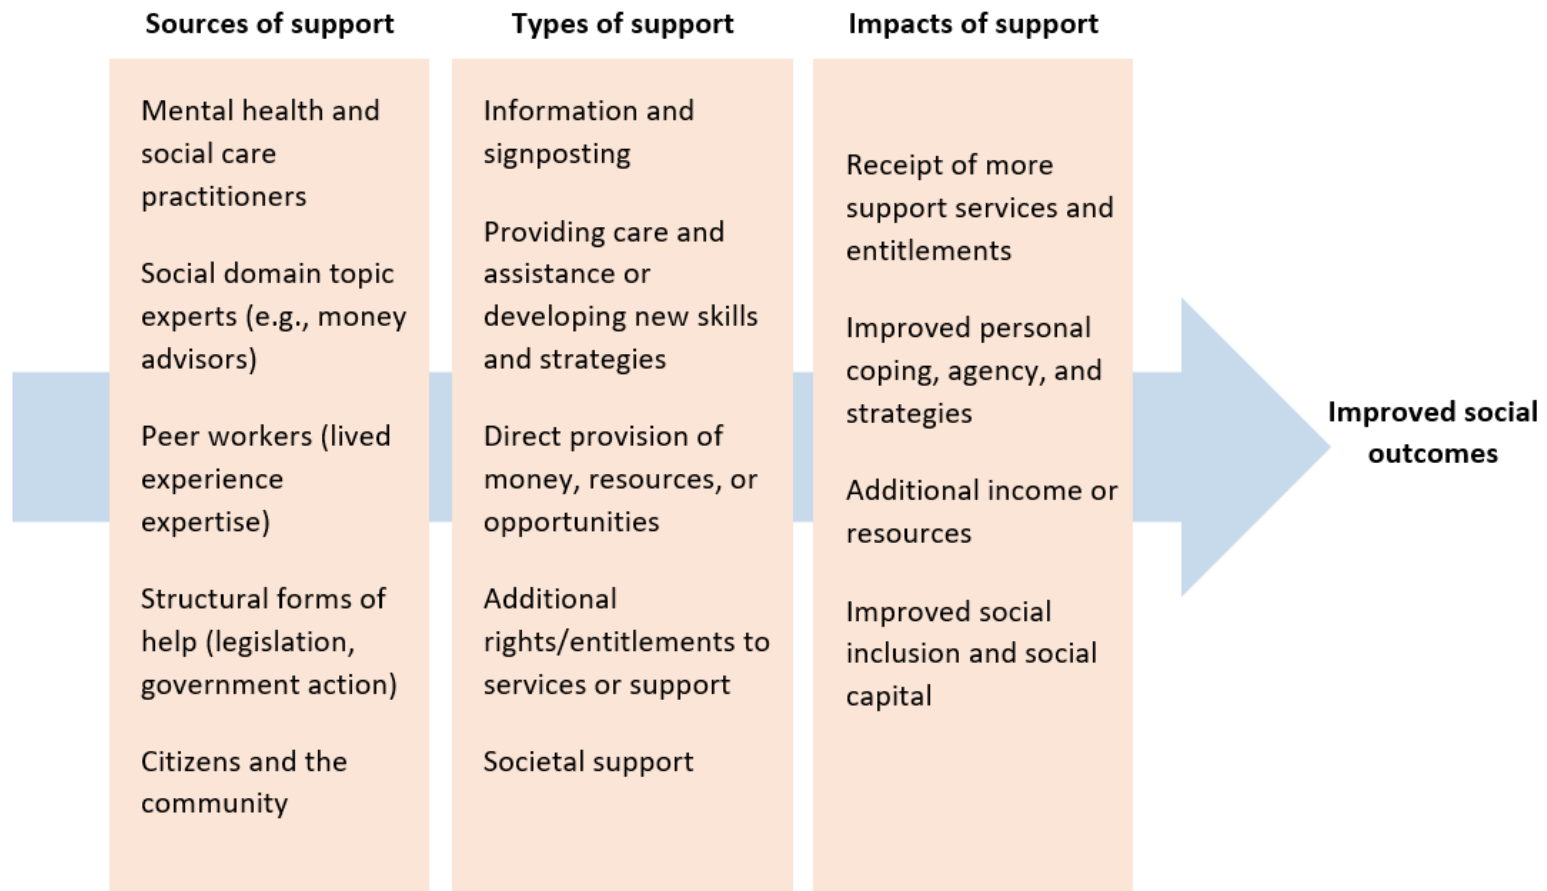 Sources of support
Mental health and
social care
practitioners
Social domain topic
experts (e.g., money
advisors)
Peer workers (lived
experience
expertise)
Structural forms of
help (legislation,
government action)
Citizens and the
community
Types of support
Information and
signposting
Providing care and
assistance or
developing new skills
and strategies
Direct provision of
money, resources, or
opportunities
Additional
rights/entitlements to
services or support
Societal support
Impacts of support
Receipt of more
support services and
entitlements
Improved personal
coping, agency, and
strategies
Additional income or
resources
Improved social
inclusion and social
capital
Improved social
outcomes